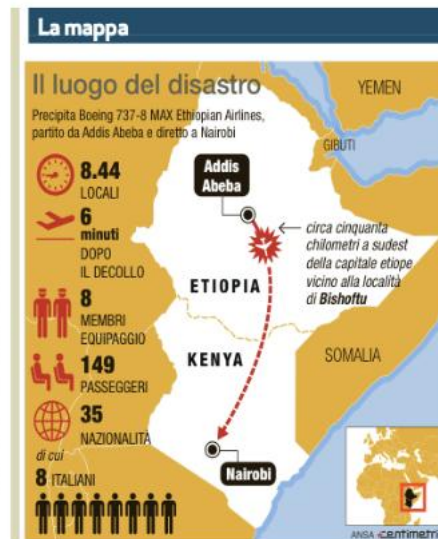 La mappa
Il luogo del disastro
Precipita Boeing 737-8 MAX Ethiopian Airlines,
partito da Addis Abeba e diretto a Nairobi
8.44
LOCALI
6
minuti
DOPO
IL DECOLLO
8
MEMBRI
EQUIPAGGIO
149
PASSEGGERI
35
NAZIONALITÀ
di cui
8 ITALIANI
YEMEN
GIBUTI
Addis
Abeba
circa cinquanta
chilometri a sudest
della capitale etiope
vicino alla località
di Bishoftu
ETIOPIA
KENYA
SOMALIA
Nairobi
ANSA centimetri